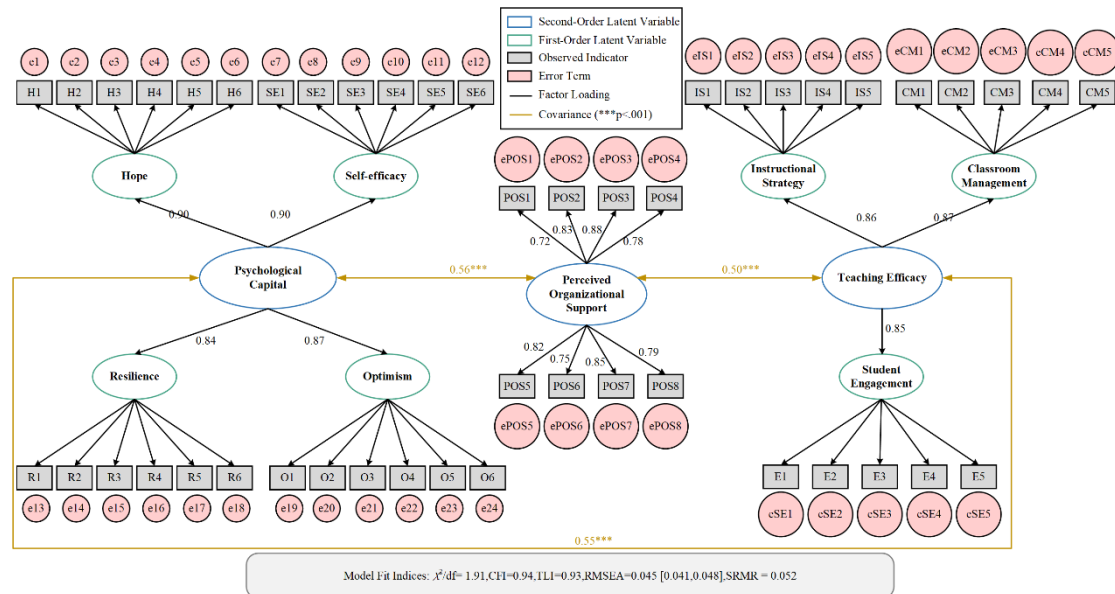 Second-Order Latent Variable
First-Order Latent Variable
Observed Indicator
Error Term
Factor Loading
Covariance (***p<.001)
e1 e2 e3 e4 e5 e6 e7 e8 e9 e10 e11 e12
H1 H2 H3 H4 H5 H6 SE1 SE2 SE3 SE4 SE5 SE6
eIS1 eIS2 eIS3 eIS4 eIS5 eCM1 eCM2 eCM3 eCM4 eCM5
IS1 IS2 IS3 IS4 IS5 CM1 CM2 CM3 CM4 CM5
ePOS1 ePOS2 ePOS3 ePOS4
POS1 POS2 POS3 POS4
Hope Self-efficacy
Instructional
Strategy
Classroom
Management
0.90 0.90
0.72 0.83 0.88 0.78
0.86 0.87
Psychological
Capital
0.56***
Perceived
Organizational
Support
0.50***
Teaching Efficacy
0.84 0.87
0.82 0.75 0.85 0.79
0.85
Resilience Optimism
POS5 POS6 POS7 POS8
Student
Engagement
ePOS5 ePOS6 ePOS7 ePOS8
R1 R2 R3 R4 R5 R6 O1 O2 O3 O4 O5 O6
E1 E2 E3 E4 E5
e13 e14 e15 e16 e17 e18 e19 e20 e21 e22 e23 e24
eSE1 eSE2 eSE3 eSE4 eSE5
0.55***
Model Fit Indices: X²/df= 1.91,CFI=0.94,TLI=0.93,RMSEA=0.045 [0.041,0.048],SRMR = 0.052